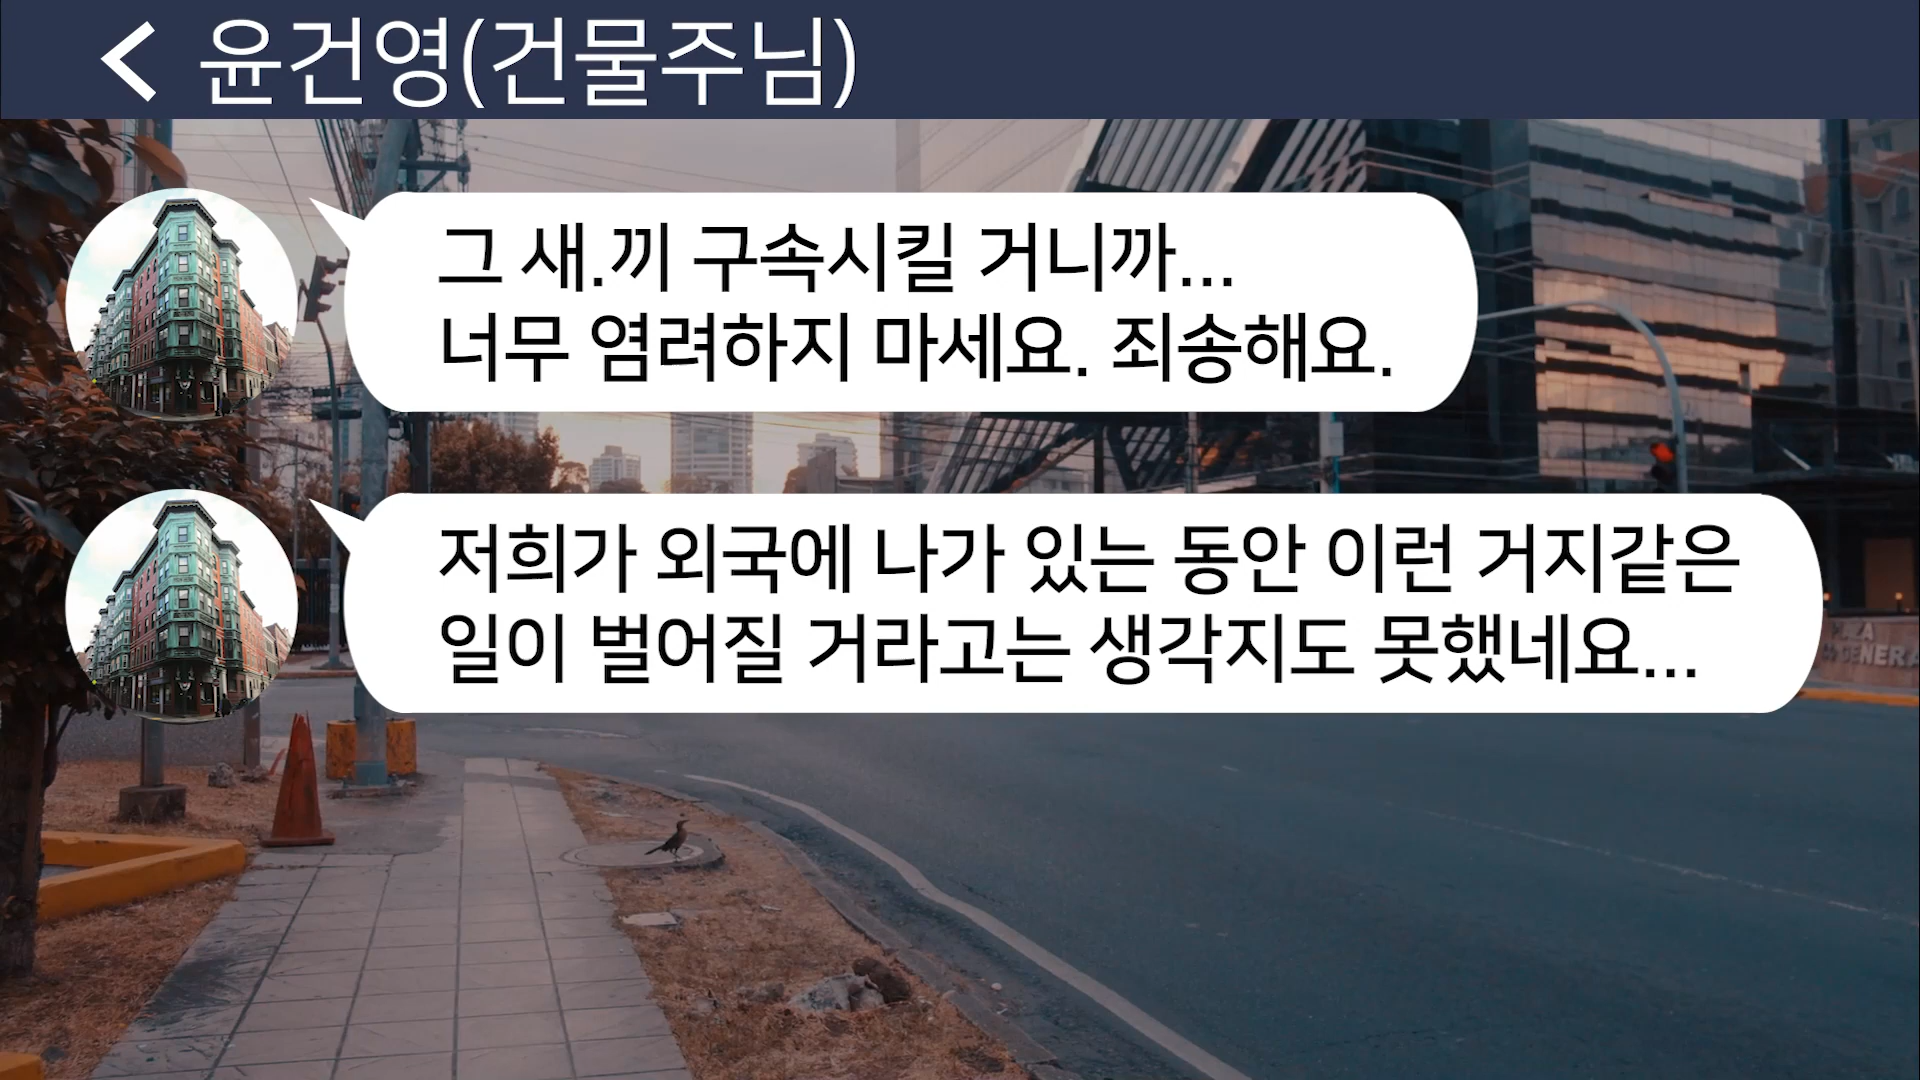 윤건영(건물주님)
그 새.끼 구속시킬 거니까...
너무 염려하지 마세요. 죄송해요.
저희가 외국에 나가 있는 동안 이런 거지같은
일이 벌어질 거라고는 생각지도 못했네요...